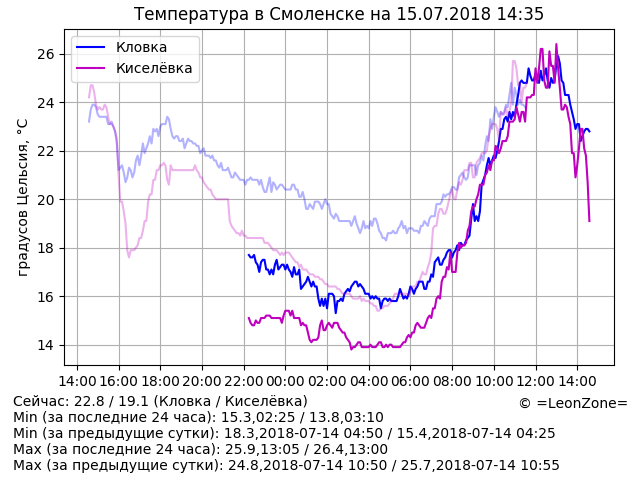 Температура в Смоленске на 15.07.2018 14:35
Кловка
Киселёвка
градусов Цельсия, °C
26
24
22
20
18
16
14
14:00 16:00 18:00 20:00 22:00 00:00 02:00 04:00 06:00 08:00 10:00 12:00 14:00
Сейчас: 22.8 / 19.1 (Кловка / Киселёвка)
© =LeonZone=
Min (за последние 24 часа): 15.3,02:25 / 13.8,03:10
Min (за предыдущие сутки): 18.3,2018-07-14 04:50 / 15.4,2018-07-14 04:25
Max (за последние 24 часа): 25.9,13:05 / 26.4,13:00
Max (за предыдущие сутки): 24.8,2018-07-14 10:50 / 25.7,2018-07-14 10:55